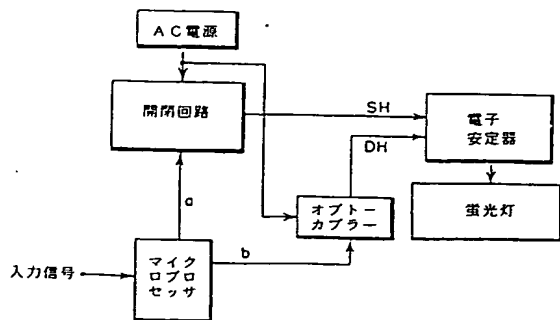 AC電源
開閉回路
SH
電子
安定器
DH
オプトー
カプラー
蛍光灯
a
b
入力信号
マイク
ロプロ
セッサ